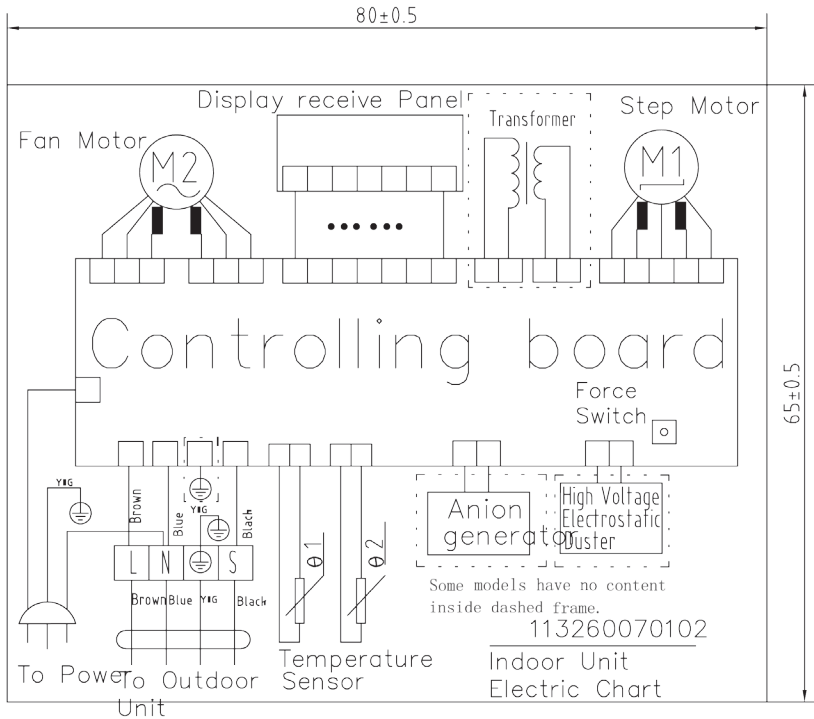 80±0.5
Display receive Panel
Transformer
Step Motor
Fan Motor
M2
M1
Controlling board
65±0.5
Force
Switch
Y#G
Brown
Blue
Y#G
Black
L N S
Brown Blue Y#G Black
θ1
θ2
Anion
generator
High Voltage
Electrostatic
Duster
Some models have no content
inside dashed frame.
113260070102
To Power
To Outdoor
Unit
Temperature
Sensor
Indoor Unit
Electric Chart